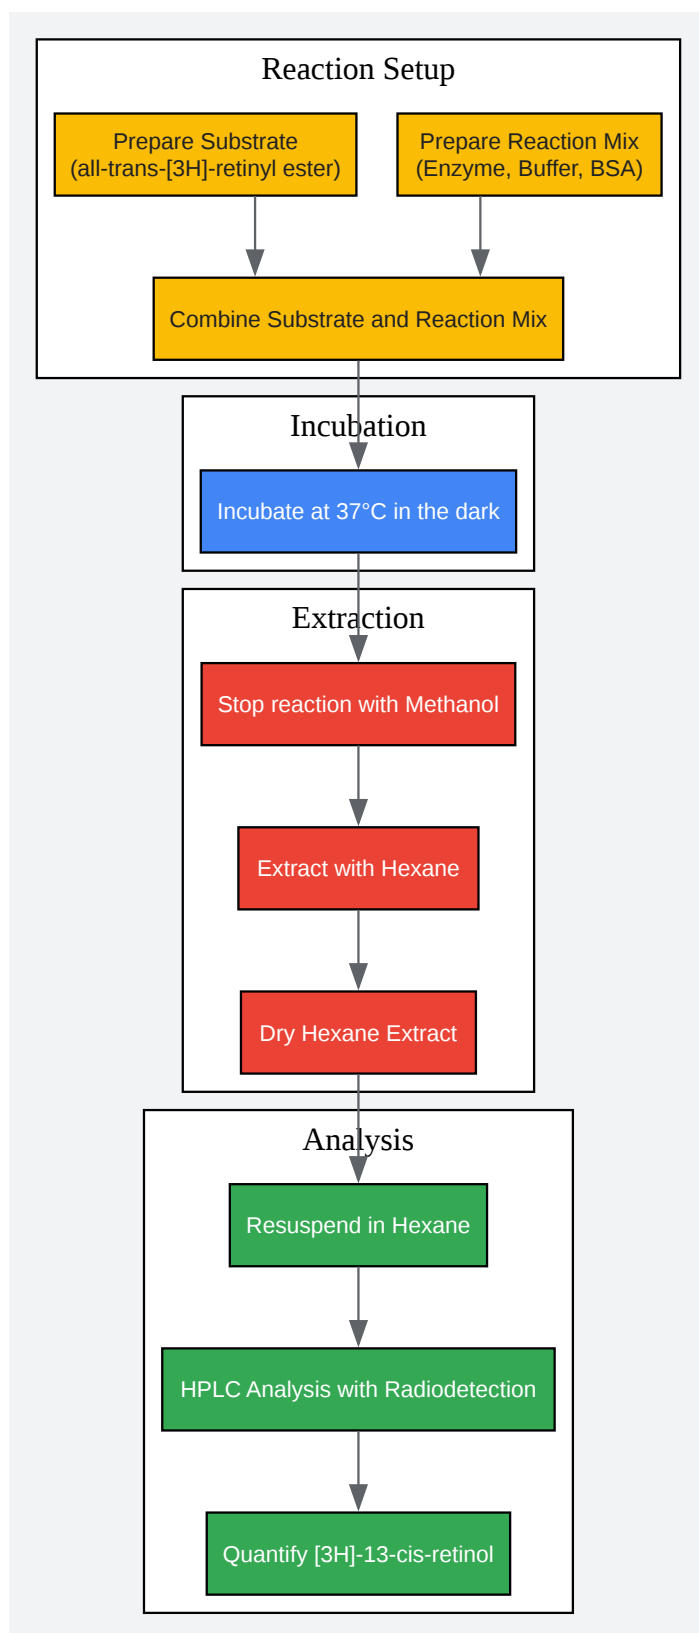 Reaction Setup
Prepare Substrate
(all-trans-[3H]-retinyl ester)
Prepare Reaction Mix
(Enzyme, Buffer, BSA)
Combine Substrate and Reaction Mix
Incubation
Incubate at 37°C in the dark
Extraction
Stop reaction with Methanol
Extract with Hexane
Dry Hexane Extract
Analysis
Resuspend in Hexane
HPLC Analysis with Radiodetection
Quantify [3H]-13-cis-retinol